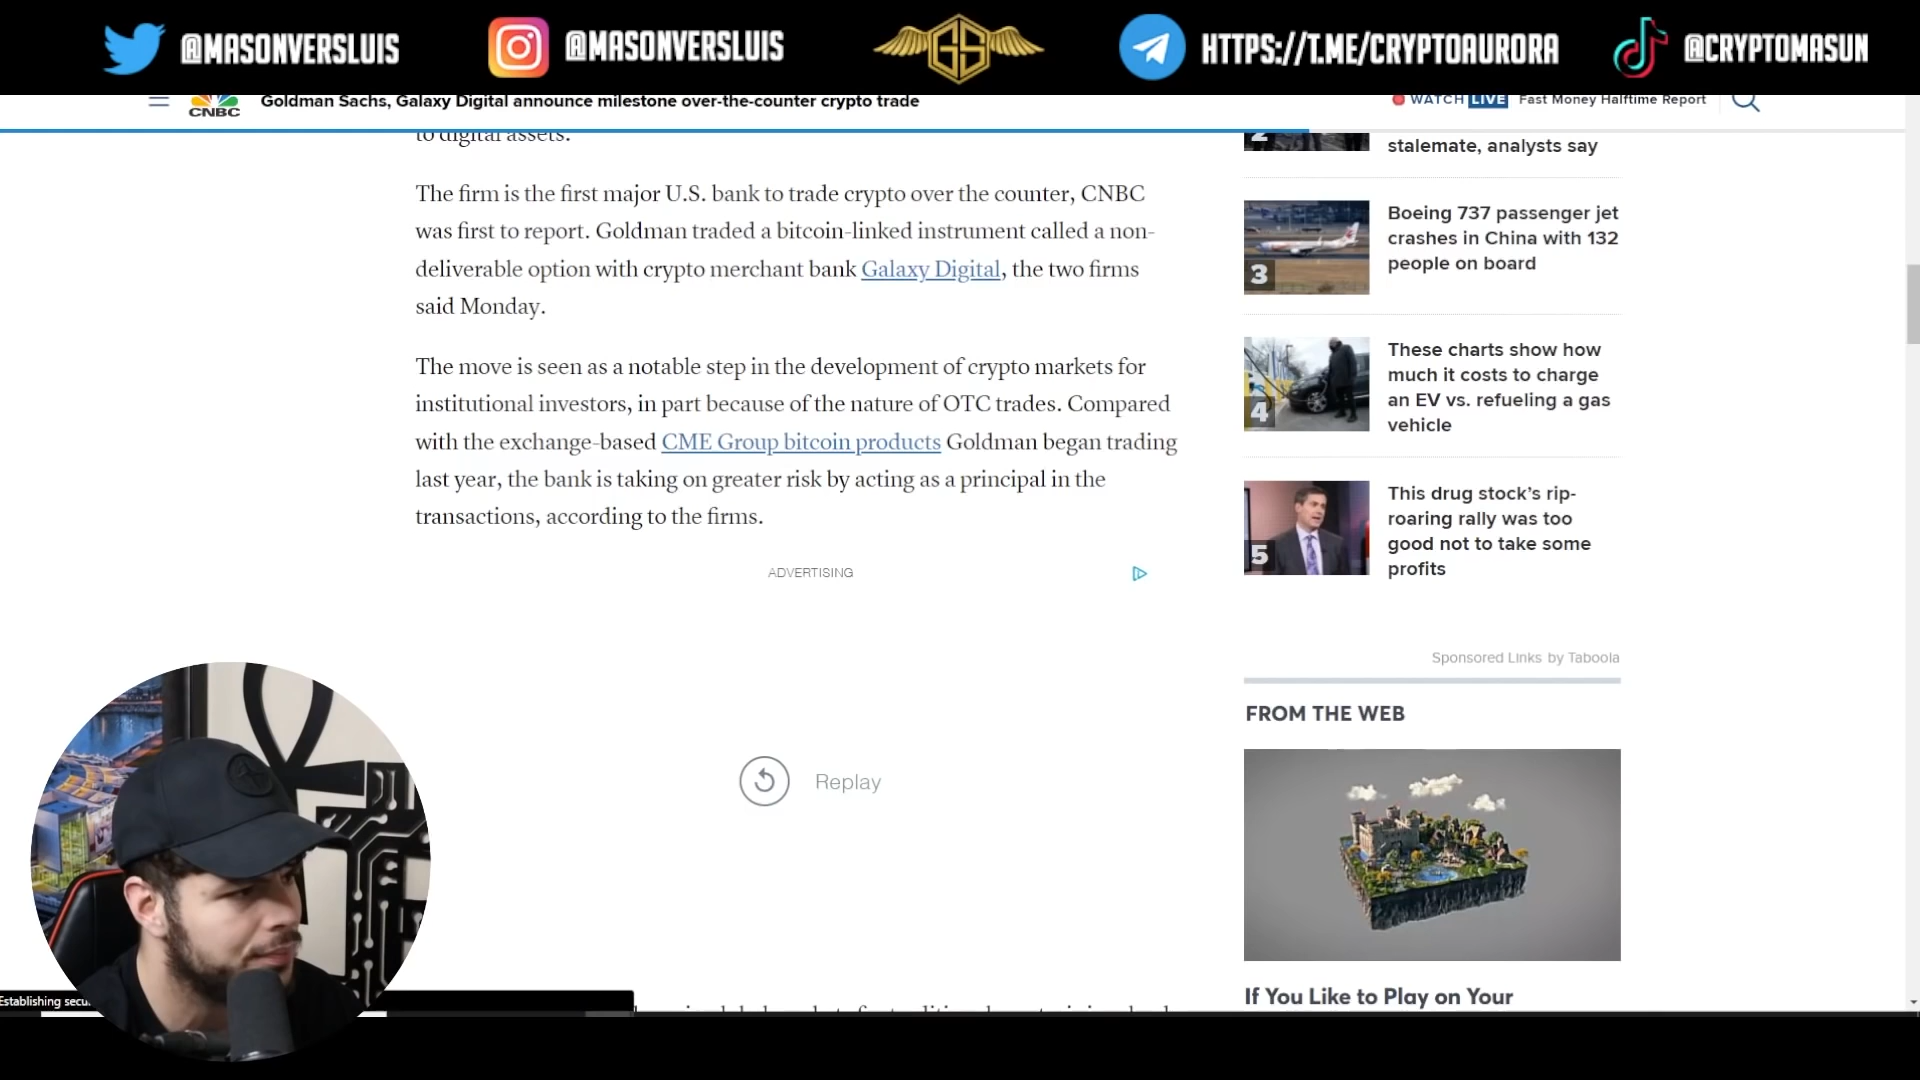 @MASONVERSLUIS
@MASONVERSLUIS
GS
HTTPS://T.ME/CRYPTOAURORA
@CRYPTOMASUN
CNBC
Goldman Sachs, Galaxy Digital announce milestone over-the-counter crypto trade
WATCH LIVE
Fast Money Halftime Report
to digital assets.
The firm is the first major U.S. bank to trade crypto over the counter, CNBC
was first to report. Goldman traded a bitcoin-linked instrument called a non-
deliverable option with crypto merchant bank Galaxy Digital, the two firms
said Monday.
The move is seen as a notable step in the development of crypto markets for
institutional investors, in part because of the nature of OTC trades. Compared
with the exchange-based CME Group bitcoin products Goldman began trading
last year, the bank is taking on greater risk by acting as a principal in the
transactions, according to the firms.
ADVERTISING
Replay
2
stalemate, analysts say
3
Boeing 737 passenger jet
crashes in China with 132
people on board
4
These charts show how
much it costs to charge
an EV vs. refueling a gas
vehicle
5
This drug stock's rip-
roaring rally was too
good not to take some
profits
Sponsored Links by Taboola
FROM THE WEB
If You Like to Play on Your
Establishing secu